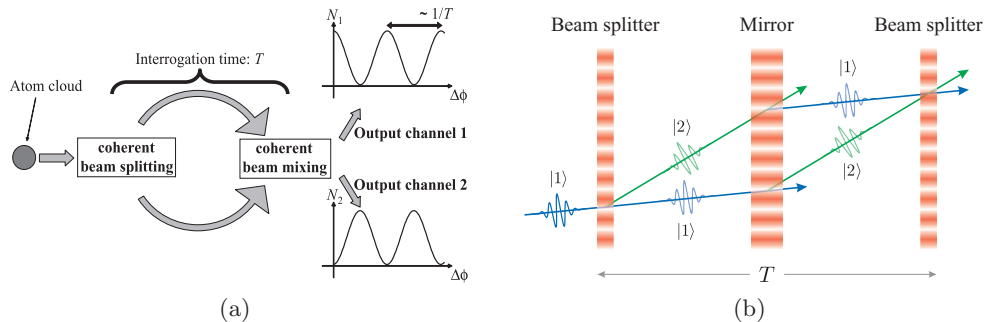 N1
~ 1/T
Interrogation time: T
Atom cloud
Δϕ
coherent
beam splitting
coherent
beam mixing
Output channel 1
Output channel 2
N2
Δϕ
(a)
Beam splitter
Mirror
Beam splitter
|1⟩
|2⟩
|1⟩
|2⟩
|1⟩
T
(b)